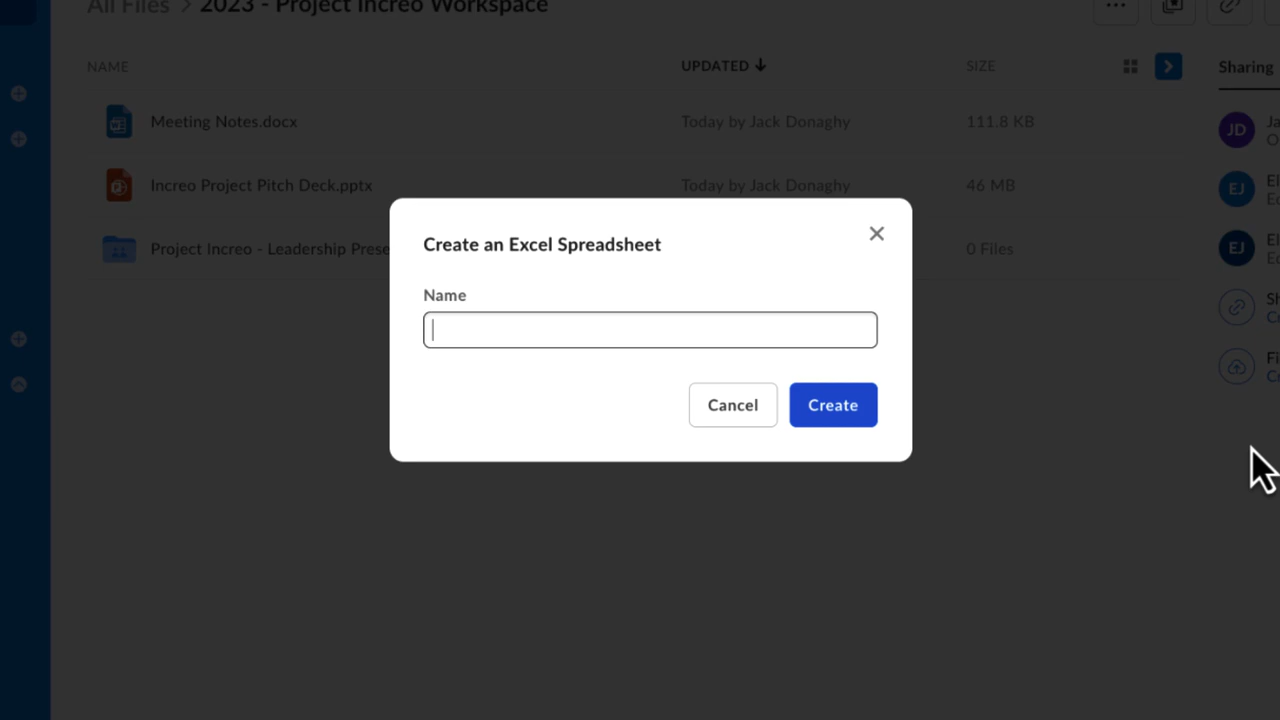 All Files > 2023 - Project Increo Workspace
NAME UPDATED ↓ SIZE Sharing
Meeting Notes.docx Today by Jack Donaghy 111.8 KB JD Ja
Increo Project Pitch Deck.pptx Today by Jack Donaghy 46 MB EJ
Project Increo - Leadership Prese 0 Files EJ
Create an Excel Spreadsheet
Name
Cancel Create